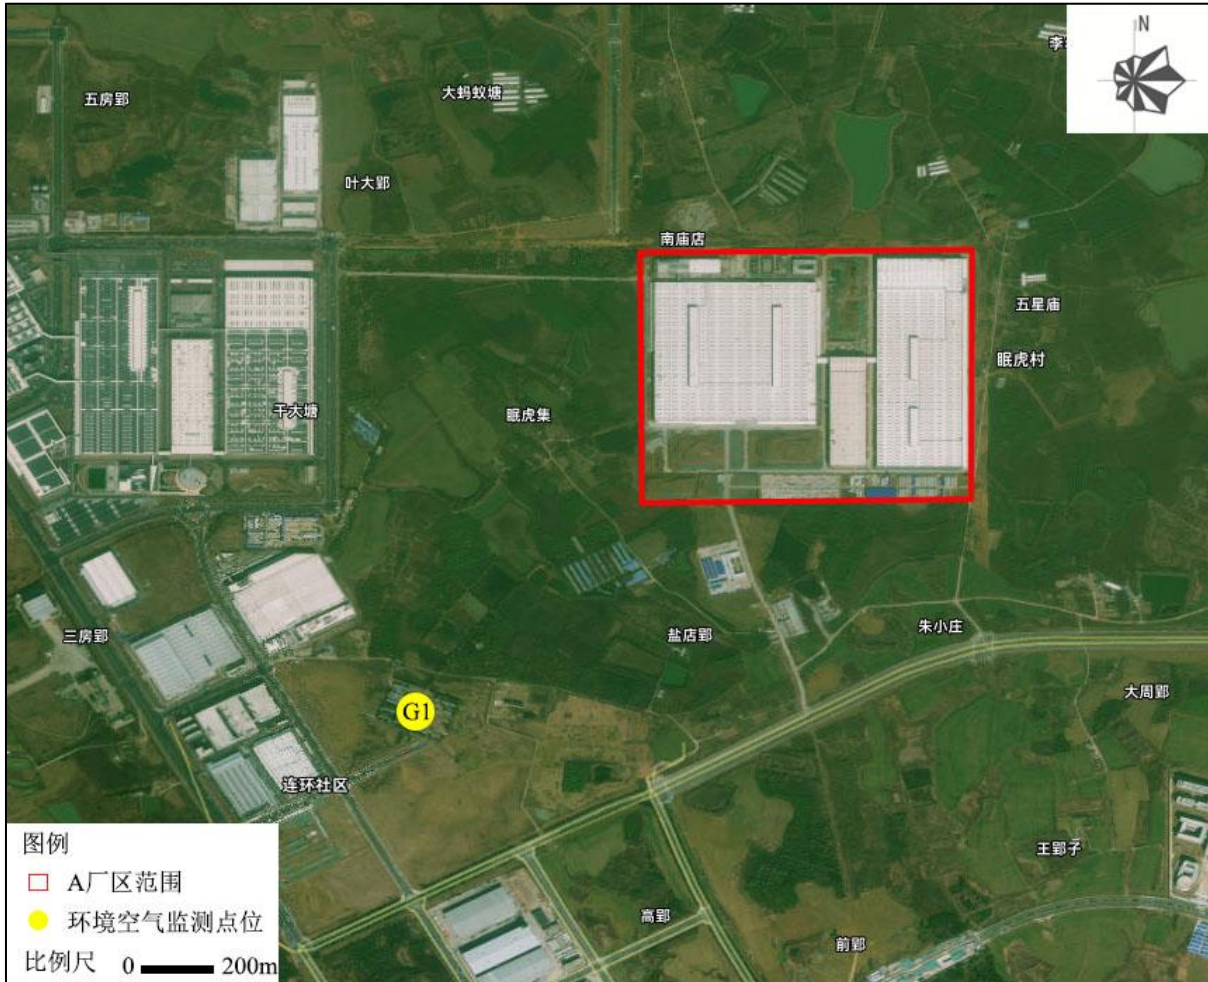 N
李
五房郢
大蚂蚁塘
叶大郢
南庙店
五星庙
眠虎村
干大塘
眠虎集
三房郢
盐店郢
朱小庄
大周郢
G1
连环社区
王郢子
高郢
前郢
图例
A厂区范围
环境空气监测点位
比例尺 0 200m